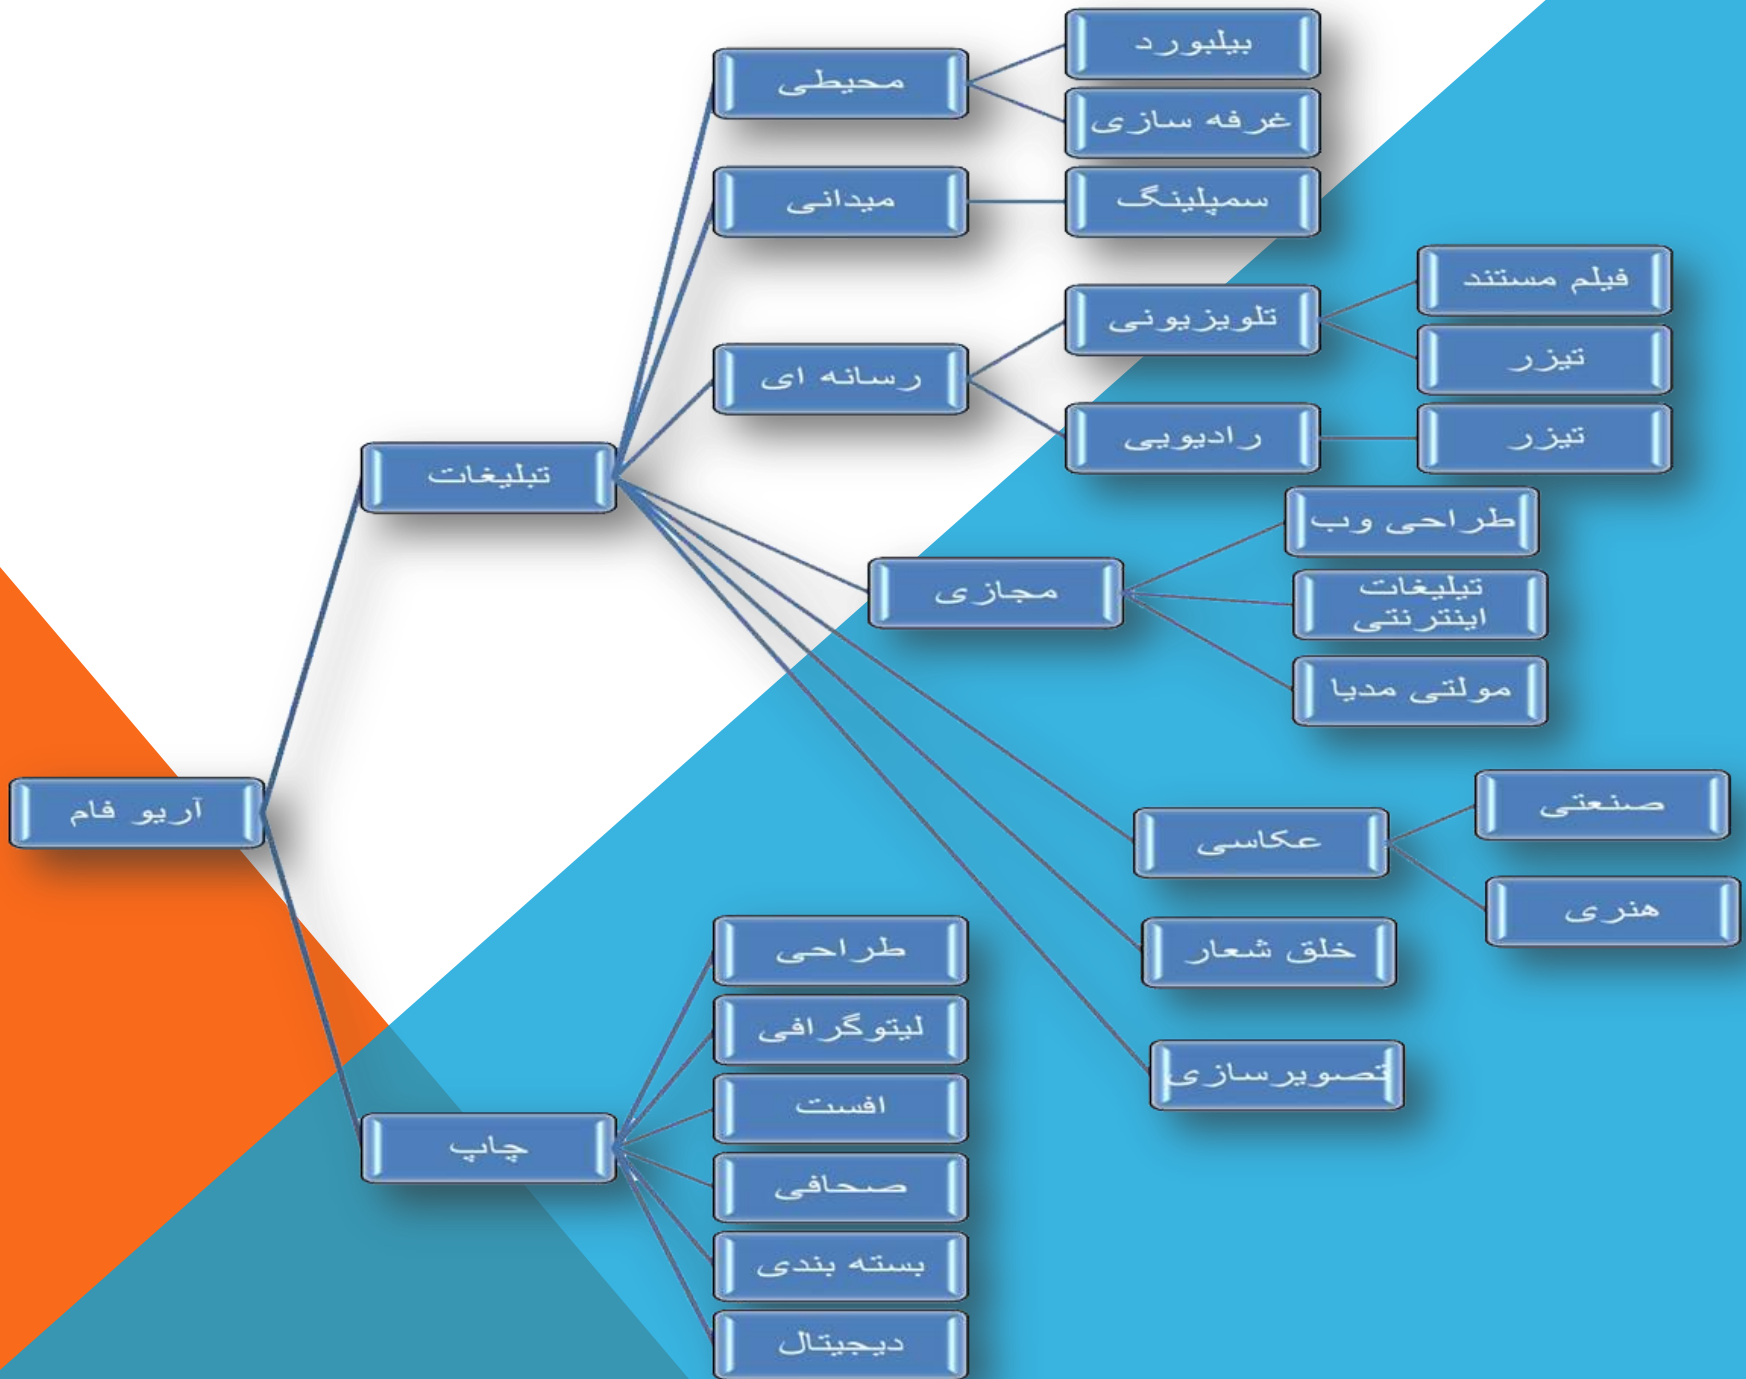 بیلبورد
محیطی
غرفه سازی
میدانی
سمپلینگ
فیلم مستند
تلویزیونی
تیزر
رسانه ای
رادیویی
تیزر
تبلیغات
طراحی وب
مجازی
تیلیغات
اینترنتی
مولتی مدیا
آریو فام
صنعتی
عکاسی
هنری
خلق شعار
تصویرسازی
طراحی
لیتوگرافی
افست
چاپ
صحافی
بسته بندی
دیجیتال